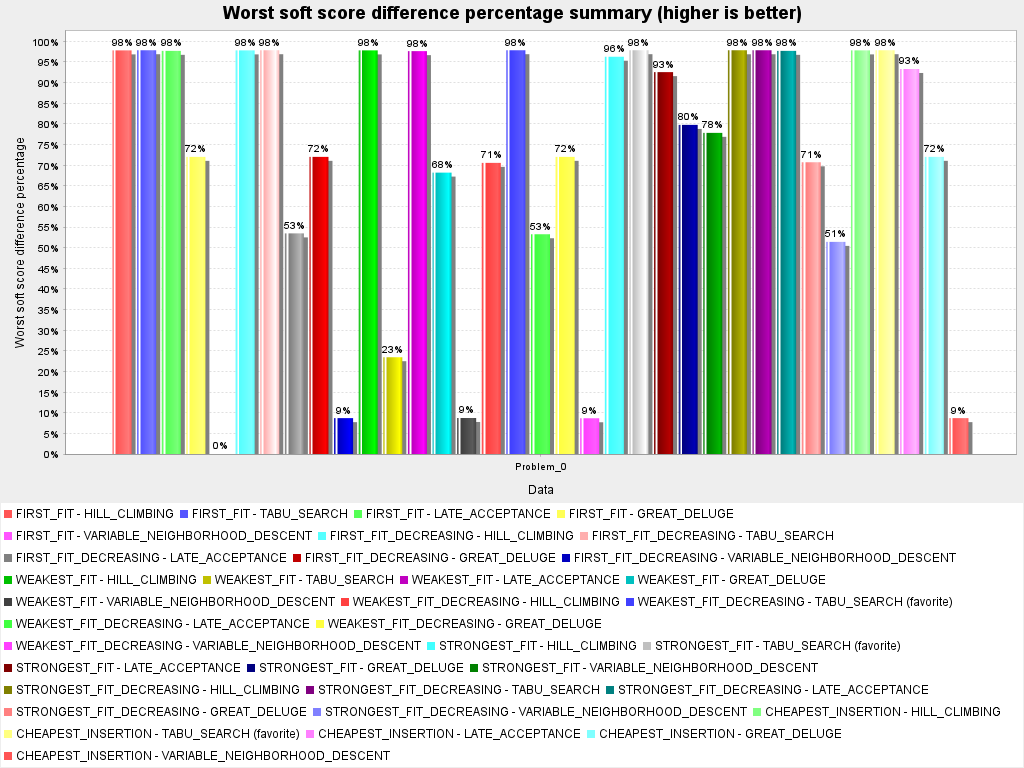 Worst soft score difference percentage summary (higher is better)
Worst soft score difference percentage
100%
95%
90%
85%
80%
75%
70%
65%
60%
55%
50%
45%
40%
35%
30%
25%
20%
15%
10%
5%
0%
98% 98% 98% 72% 0% 98% 98% 53% 72% 9% 98% 23% 98% 68% 9% 71% 98% 53% 72% 9% 96% 98% 93% 80% 78% 98% 98% 98% 71% 51% 98% 98% 93% 72% 9%
Problem_0
Data
FIRST_FIT - HILL_CLIMBING FIRST_FIT - TABU_SEARCH FIRST_FIT - LATE_ACCEPTANCE FIRST_FIT - GREAT_DELUGE
FIRST_FIT - VARIABLE_NEIGHBORHOOD_DESCENT FIRST_FIT_DECREASING - HILL_CLIMBING FIRST_FIT_DECREASING - TABU_SEARCH
FIRST_FIT_DECREASING - LATE_ACCEPTANCE FIRST_FIT_DECREASING - GREAT_DELUGE FIRST_FIT_DECREASING - VARIABLE_NEIGHBORHOOD_DESCENT
WEAKEST_FIT - HILL_CLIMBING WEAKEST_FIT - TABU_SEARCH WEAKEST_FIT - LATE_ACCEPTANCE WEAKEST_FIT - GREAT_DELUGE
WEAKEST_FIT - VARIABLE_NEIGHBORHOOD_DESCENT WEAKEST_FIT_DECREASING - HILL_CLIMBING WEAKEST_FIT_DECREASING - TABU_SEARCH (favorite)
WEAKEST_FIT_DECREASING - LATE_ACCEPTANCE WEAKEST_FIT_DECREASING - GREAT_DELUGE
WEAKEST_FIT_DECREASING - VARIABLE_NEIGHBORHOOD_DESCENT STRONGEST_FIT - HILL_CLIMBING STRONGEST_FIT - TABU_SEARCH (favorite)
STRONGEST_FIT - LATE_ACCEPTANCE STRONGEST_FIT - GREAT_DELUGE STRONGEST_FIT - VARIABLE_NEIGHBORHOOD_DESCENT
STRONGEST_FIT_DECREASING - HILL_CLIMBING STRONGEST_FIT_DECREASING - TABU_SEARCH STRONGEST_FIT_DECREASING - LATE_ACCEPTANCE
STRONGEST_FIT_DECREASING - GREAT_DELUGE STRONGEST_FIT_DECREASING - VARIABLE_NEIGHBORHOOD_DESCENT CHEAPEST_INSERTION - HILL_CLIMBING
CHEAPEST_INSERTION - TABU_SEARCH (favorite) CHEAPEST_INSERTION - LATE_ACCEPTANCE CHEAPEST_INSERTION - GREAT_DELUGE
CHEAPEST_INSERTION - VARIABLE_NEIGHBORHOOD_DESCENT